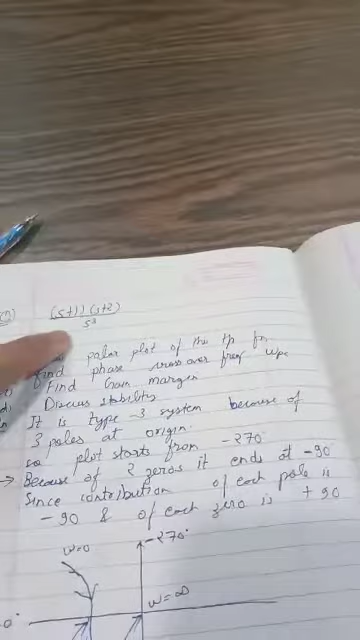 (s+1)(s+2)
s³
polar plot of the t/p fn
Find phase cross over freq wpc
Find Gain margin
Discuss stability
It is type -3 system because of
3 poles at origin.
so plot starts from -270°
→ Because of 2 zeros it ends at -90°
Since contribution of each pole is
-90 & of each zero is +90
w=0
-270°
w=∞